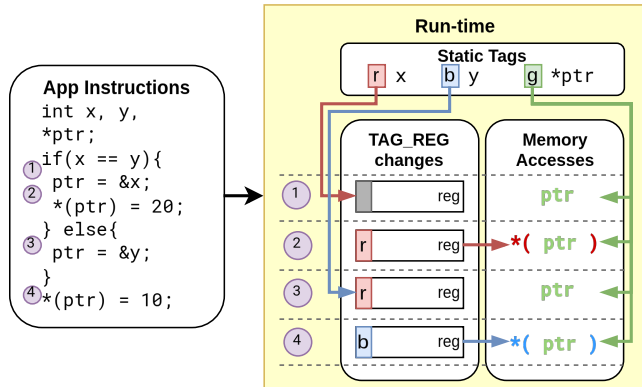 App Instructions
int x, y,
*ptr;
1 if(x == y){
2 ptr = &x;
*(ptr) = 20;
} else{
3 ptr = &y;
}
4 *(ptr) = 10;
Run-time
Static Tags
r x b y g *ptr
TAG_REG changes
Memory Accesses
1 reg ptr
2 r reg *( ptr )
3 r reg ptr
4 b reg *( ptr )